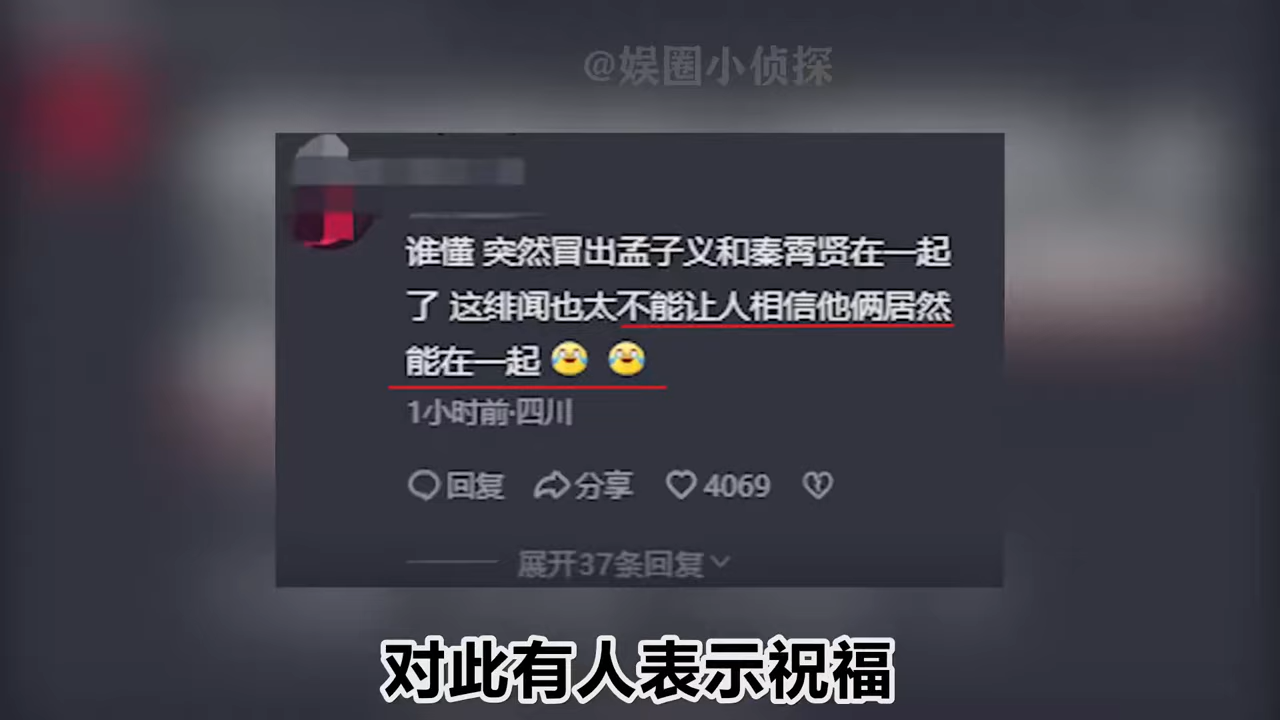 @娱圈小侦探
谁懂 突然冒出孟子义和秦霄贤在一起
了 这绯闻也太不能让人相信他俩居然
能在一起😂 😂
1小时前·四川
回复 分享 4069
展开37条回复
对此有人表示祝福